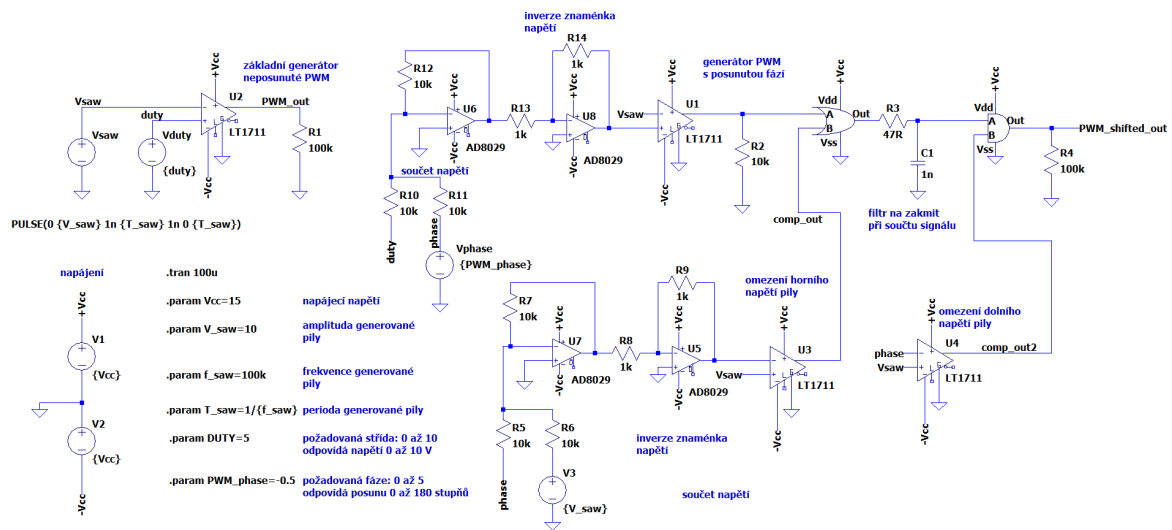 základní generátor
neposunuté PWM
Vsaw
Vsaw
duty
Vduty
{duty}
+Vcc
U2
LT1711
-Vcc
PWM_out
R1
100k
PULSE(0 {V_saw} 1n {T_saw} 1n 0 {T_saw})
inverze znaménka
napětí
R12
10k
+Vcc
U6
AD8029
-Vcc
součet napětí
R10
10k
duty
R11
10k
phase
Vphase
{PWM_phase}
R13
1k
R14
1k
+Vcc
U8
AD8029
-Vcc
generátor PWM
s posunutou fází
Vsaw
+Vcc
U1
LT1711
-Vcc
R2
10k
+Vcc
Vdd
A
B
Out
Vss
R3
47R
C1
1n
filtr na zakmit
při součtu signálu
+Vcc
Vdd
A
B
Out
Vss
PWM_shifted_out
R4
100k
comp_out
napájení
+Vcc
V1
{Vcc}
V2
{Vcc}
-Vcc
.tran 100u
.param Vcc=15
napájecí napětí
.param V_saw=10
amplituda generované
pily
.param f_saw=100k
frekvence generované
pily
.param T_saw=1/{f_saw}
perioda generované pily
.param DUTY=5
požadovaná střída: 0 až 10
odpovídá napětí 0 až 10 V
.param PWM_phase=-0.5
požadovaná fáze: 0 až 5
odpovídá posunu 0 až 180 stupňů
R7
10k
+Vcc
U7
AD8029
-Vcc
R5
10k
phase
R6
10k
V3
{V_saw}
R8
1k
R9
1k
+Vcc
U5
AD8029
-Vcc
inverze znaménka
napětí
součet napětí
omezení horního
napětí pily
Vsaw
+Vcc
U3
LT1711
-Vcc
omezení dolního
napětí pily
phase
Vsaw
+Vcc
U4
LT1711
-Vcc
comp_out2